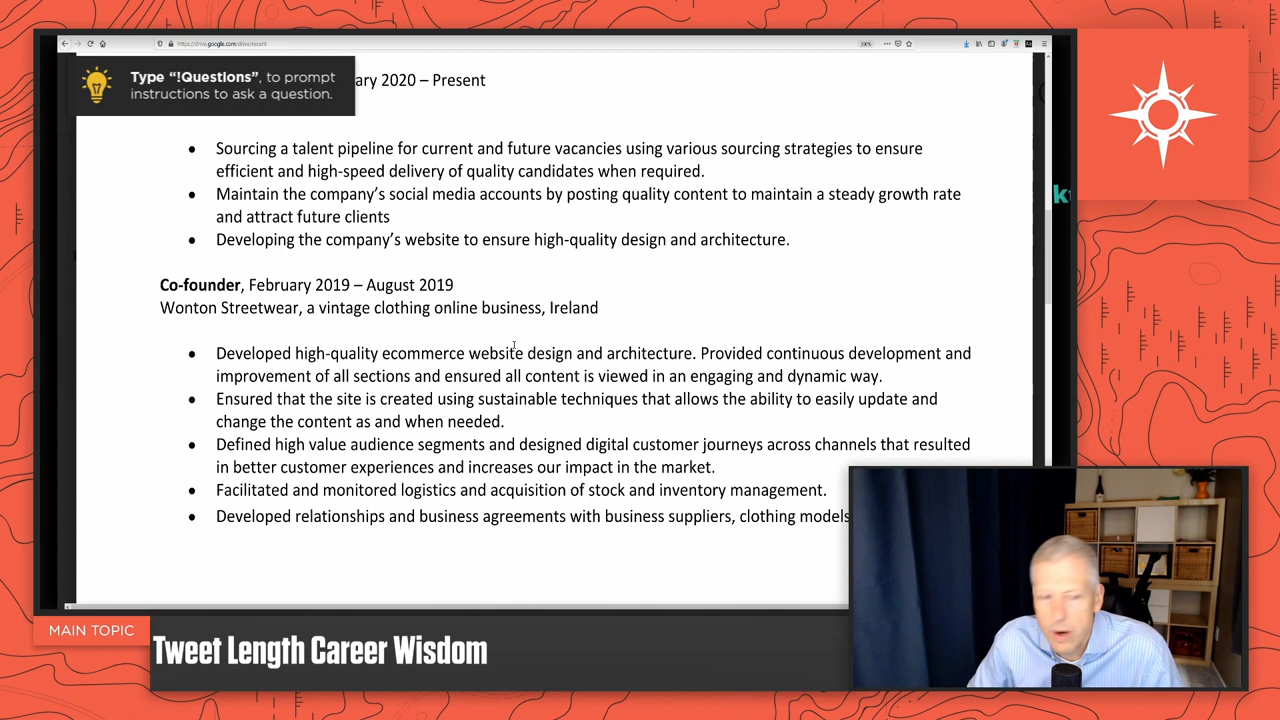 https://drive.google.com/drive/recent
Type “!Questions”, to prompt
instructions to ask a question.
ary 2020 – Present
• Sourcing a talent pipeline for current and future vacancies using various sourcing strategies to ensure
efficient and high-speed delivery of quality candidates when required.
• Maintain the company’s social media accounts by posting quality content to maintain a steady growth rate
and attract future clients
• Developing the company’s website to ensure high-quality design and architecture.
Co-founder, February 2019 – August 2019
Wonton Streetwear, a vintage clothing online business, Ireland
• Developed high-quality ecommerce website design and architecture. Provided continuous development and
improvement of all sections and ensured all content is viewed in an engaging and dynamic way.
• Ensured that the site is created using sustainable techniques that allows the ability to easily update and
change the content as and when needed.
• Defined high value audience segments and designed digital customer journeys across channels that resulted
in better customer experiences and increases our impact in the market.
• Facilitated and monitored logistics and acquisition of stock and inventory management.
• Developed relationships and business agreements with business suppliers, clothing models
MAIN TOPIC
Tweet Length Career Wisdom